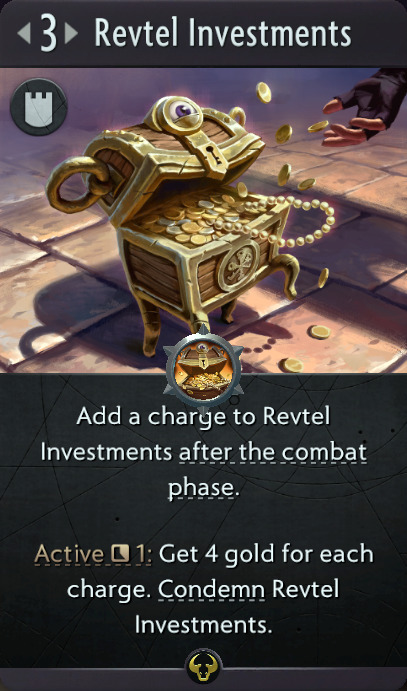 3 Revtel Investments
Add a charge to Revtel
Investments after the combat
phase.
Active 1: Get 4 gold for each
charge. Condemn Revtel
Investments.